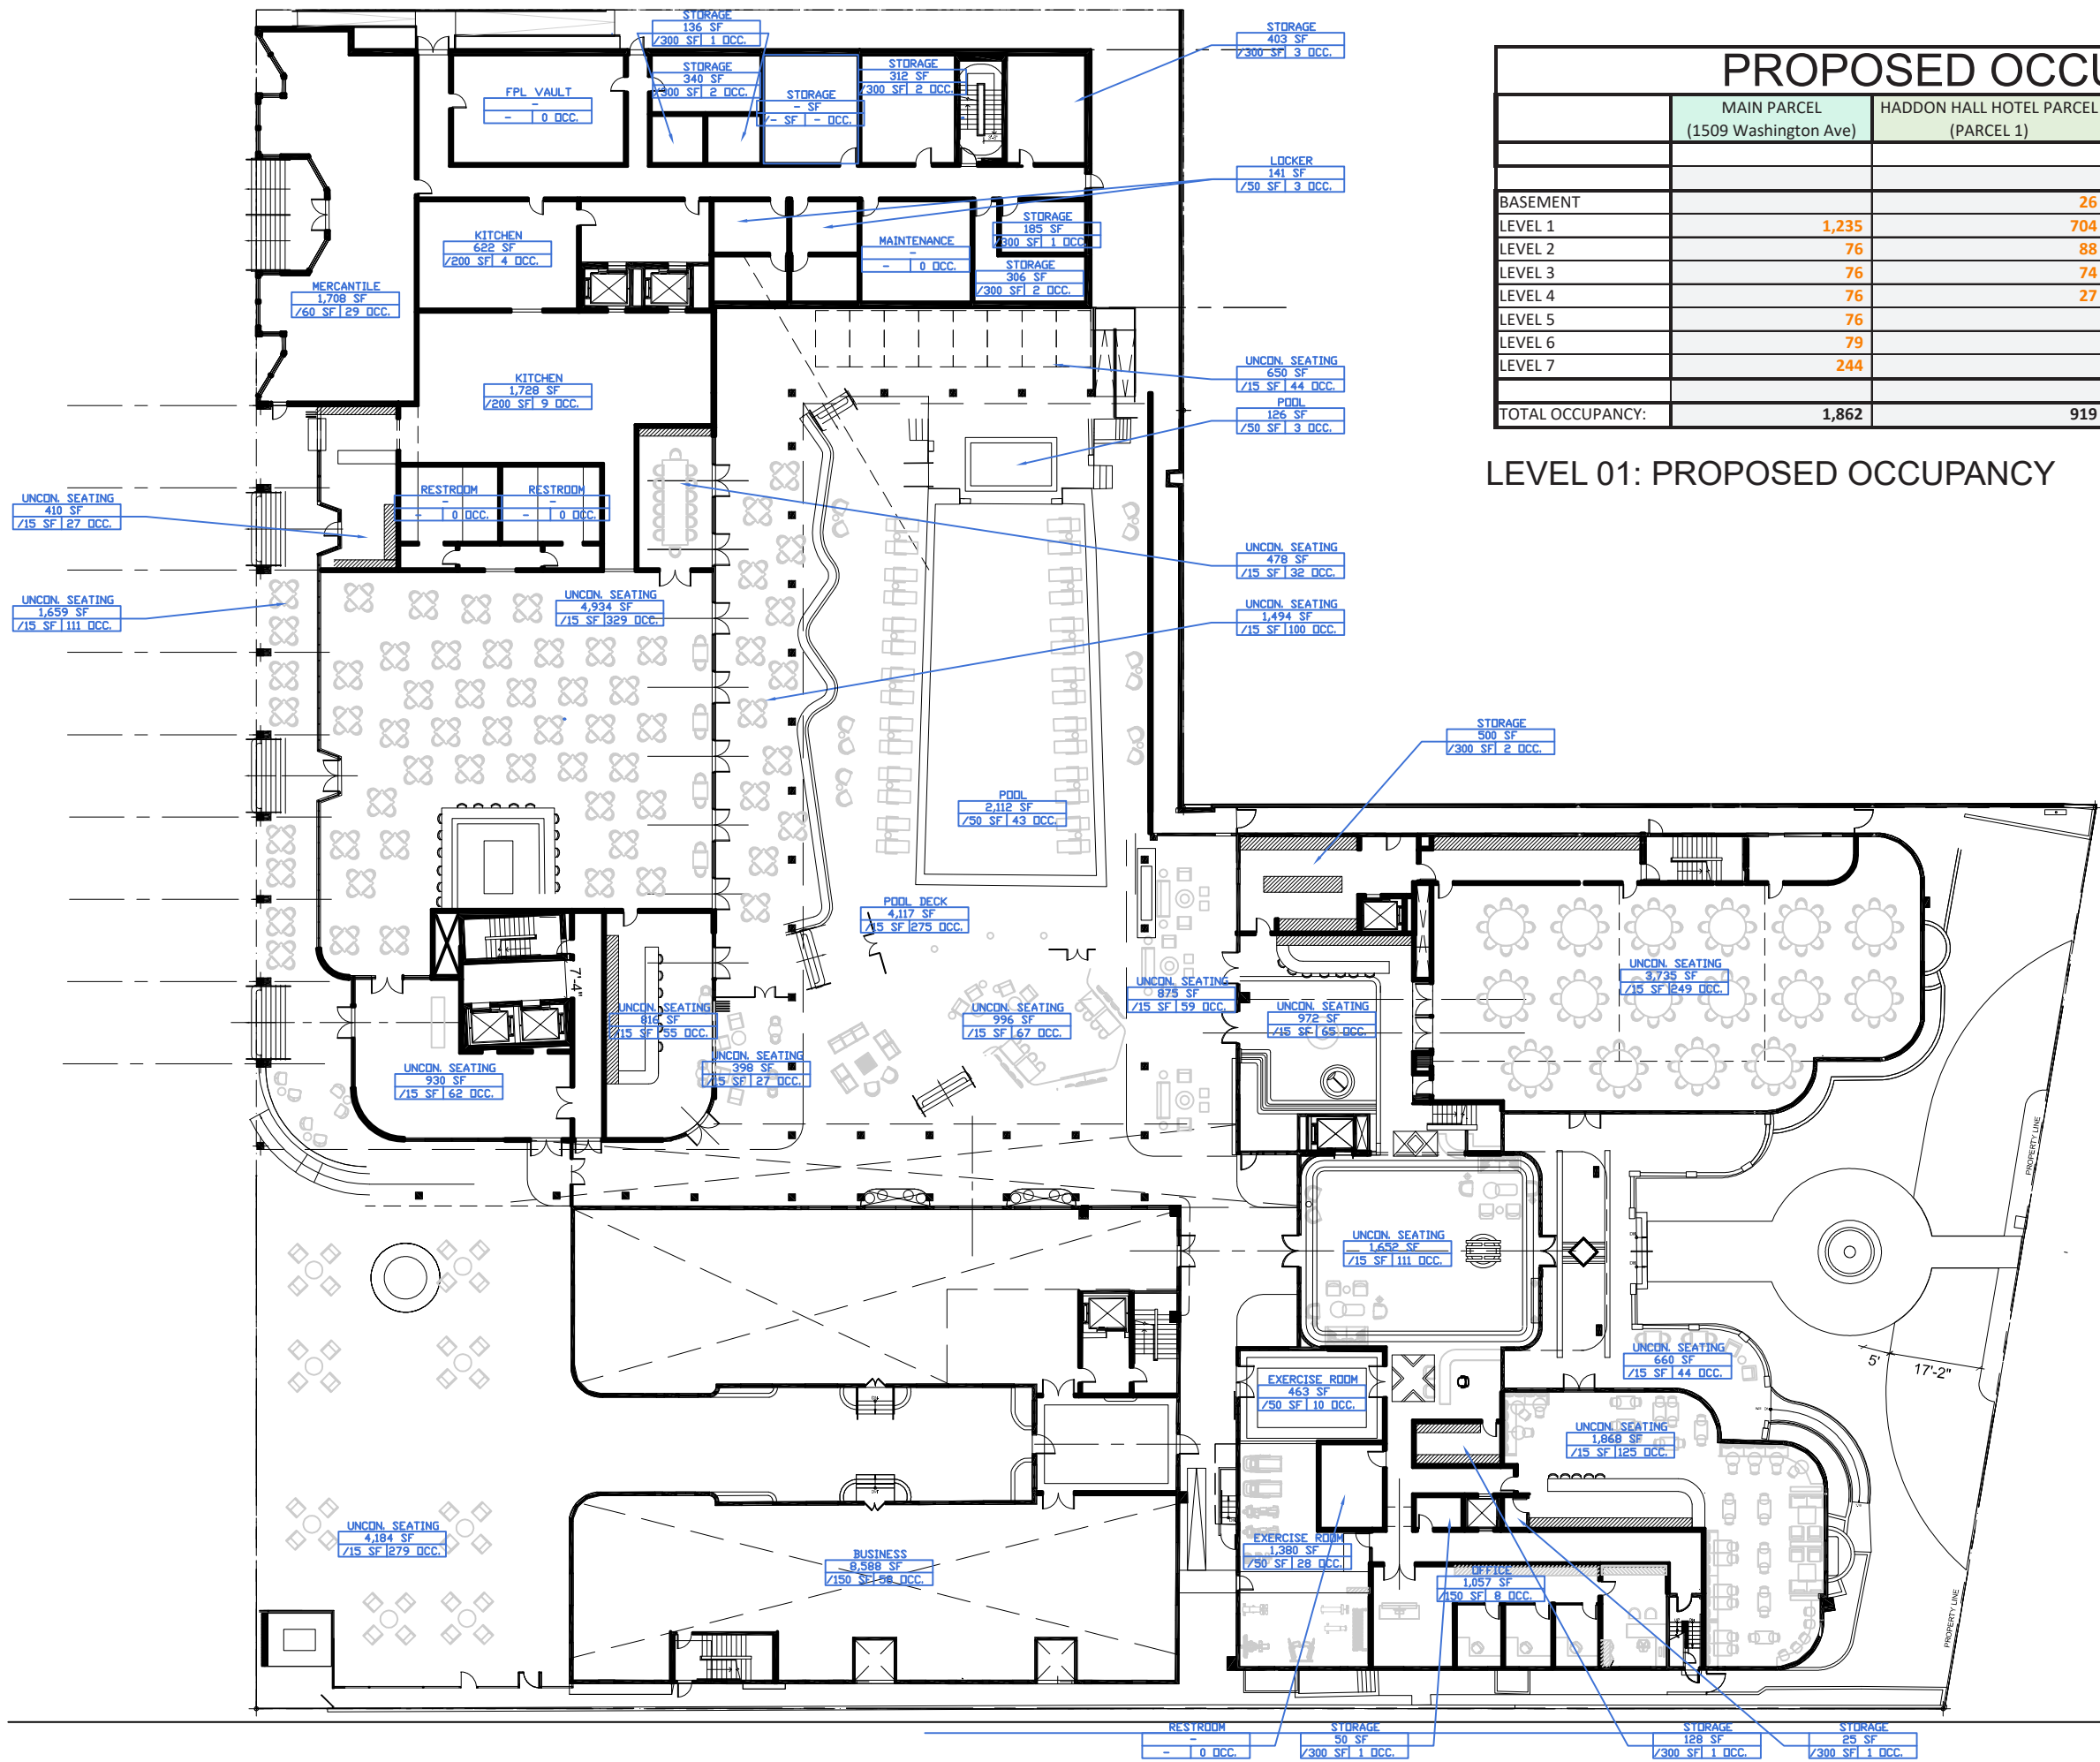 STORAGE
136 SF
/300 SF 1 OCC.
STORAGE
403 SF
/300 SF 3 OCC.
STORAGE
340 SF
/300 SF 2 OCC.
STORAGE
312 SF
/300 SF 2 OCC.
FPL VAULT
-
- 0 OCC.
STORAGE
- SF
/- SF - OCC.
LOCKER
141 SF
/50 SF 3 OCC.
KITCHEN
622 SF
/200 SF 4 OCC.
STORAGE
185 SF
/300 SF 1 OCC.
MAINTENANCE
-
- 0 OCC.
STORAGE
306 SF
/300 SF 2 OCC.
MERCANTILE
1,708 SF
/60 SF 29 OCC.
PROPOSED OCCU
MAIN PARCEL
(1509 Washington Ave)
HADDON HALL HOTEL PARCEL
(PARCEL 1)
BASEMENT 26
LEVEL 1 1,235 704
LEVEL 2 76 88
LEVEL 3 76 74
LEVEL 4 76 27
LEVEL 5 76
LEVEL 6 79
LEVEL 7 244
TOTAL OCCUPANCY: 1,862 919
LEVEL 01: PROPOSED OCCUPANCY
UNCON. SEATING
650 SF
/15 SF 44 OCC.
KITCHEN
1,728 SF
/200 SF 9 OCC.
POOL
126 SF
/50 SF 3 OCC.
UNCON. SEATING
410 SF
/15 SF 27 OCC.
RESTROOM
-
- 0 OCC.
RESTROOM
-
- 0 OCC.
UNCON. SEATING
478 SF
/15 SF 32 OCC.
UNCON. SEATING
1,659 SF
/15 SF 111 OCC.
UNCON. SEATING
4,934 SF
/15 SF 329 OCC.
UNCON. SEATING
1,494 SF
/15 SF 100 OCC.
STORAGE
500 SF
/300 SF 2 OCC.
POOL
2,112 SF
/50 SF 43 OCC.
POOL DECK
4,117 SF
/15 SF 275 OCC.
7'-4"
UNCON. SEATING
816 SF
/15 SF 55 OCC.
UNCON. SEATING
996 SF
/15 SF 67 OCC.
UNCON. SEATING
875 SF
/15 SF 59 OCC.
UNCON. SEATING
972 SF
/15 SF 65 OCC.
UNCON. SEATING
3,735 SF
/15 SF 249 OCC.
UNCON. SEATING
930 SF
/15 SF 62 OCC.
UNCON. SEATING
398 SF
/15 SF 27 OCC.
PROPERTY LINE
UNCON. SEATING
1,652 SF
/15 SF 111 OCC.
UNCON. SEATING
660 SF
/15 SF 44 OCC.
5'
17'-2"
EXERCISE ROOM
463 SF
/50 SF 10 OCC.
UNCON. SEATING
1,868 SF
/15 SF 125 OCC.
UNCON. SEATING
4,184 SF
/15 SF 279 OCC.
BUSINESS
8,588 SF
/150 SF 58 OCC.
EXERCISE ROOM
1,380 SF
/50 SF 28 OCC.
OFFICE
1,057 SF
/150 SF 8 OCC.
PROPERTY LINE
RESTROOM
-
- 0 OCC.
STORAGE
50 SF
/300 SF 1 OCC.
STORAGE
128 SF
/300 SF 1 OCC.
STORAGE
25 SF
/300 SF 1 OCC.